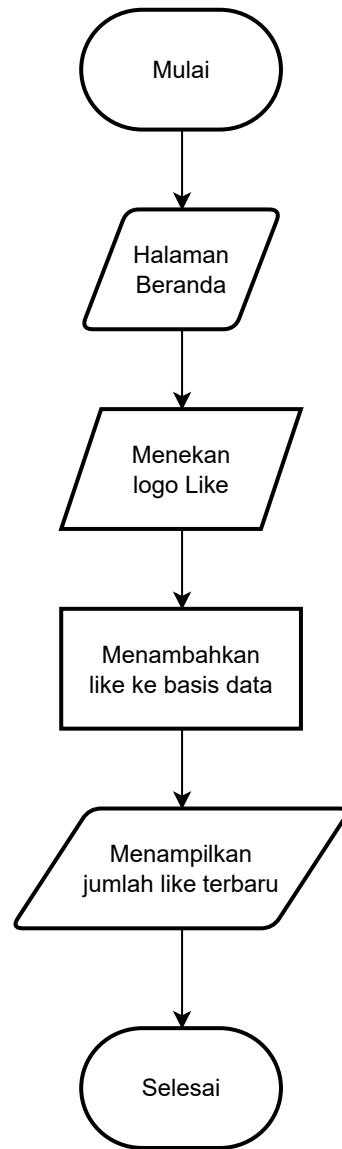 Mulai
Halaman
Beranda
Menekan
logo Like
Menambahkan
like ke basis data
Menampilkan
jumlah like terbaru
Selesai